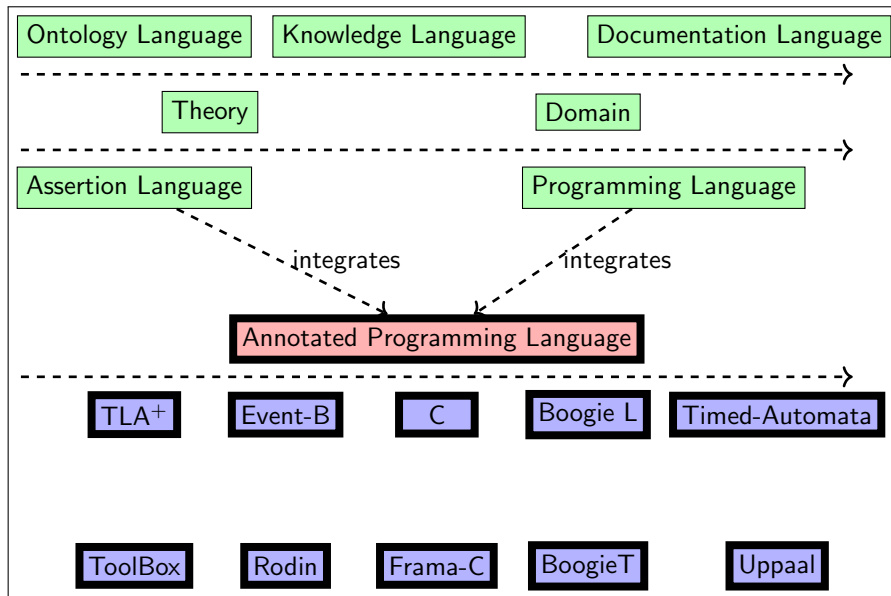 Ontology Language Knowledge Language Documentation Language
Theory Domain
Assertion Language Programming Language
integrates integrates
Annotated Programming Language
TLA⁺ Event-B C Boogie L Timed-Automata
ToolBox Rodin Frama-C BoogieT Uppaal